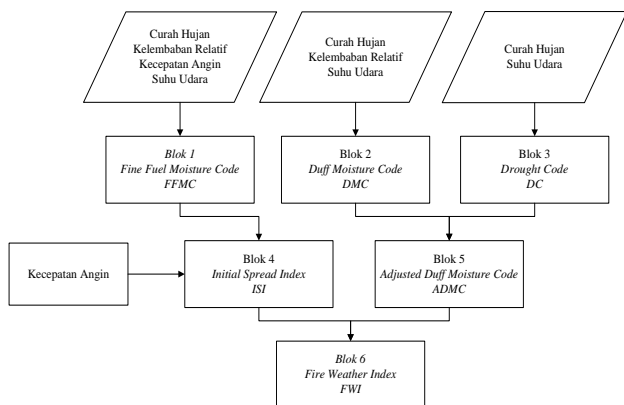 Curah Hujan
Kelembaban Relatif
Kecepatan Angin
Suhu Udara
Curah Hujan
Kelembaban Relatif
Suhu Udara
Curah Hujan
Suhu Udara
Blok 1
Fine Fuel Moisture Code
FFMC
Blok 2
Duff Moisture Code
DMC
Blok 3
Drought Code
DC
Kecepatan Angin
Blok 4
Initial Spread Index
ISI
Blok 5
Adjusted Duff Moisture Code
ADMC
Blok 6
Fire Weather Index
FWI